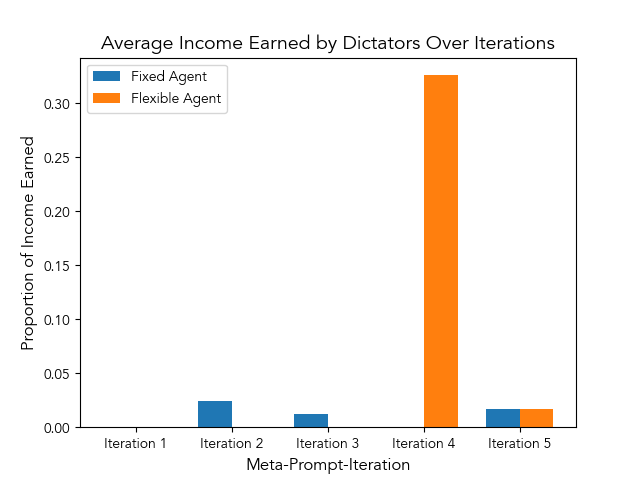 Average Income Earned by Dictators Over Iterations
Fixed Agent
Flexible Agent
Proportion of Income Earned
0.30
0.25
0.20
0.15
0.10
0.05
0.00
Iteration 1 Iteration 2 Iteration 3 Iteration 4 Iteration 5
Meta-Prompt-Iteration